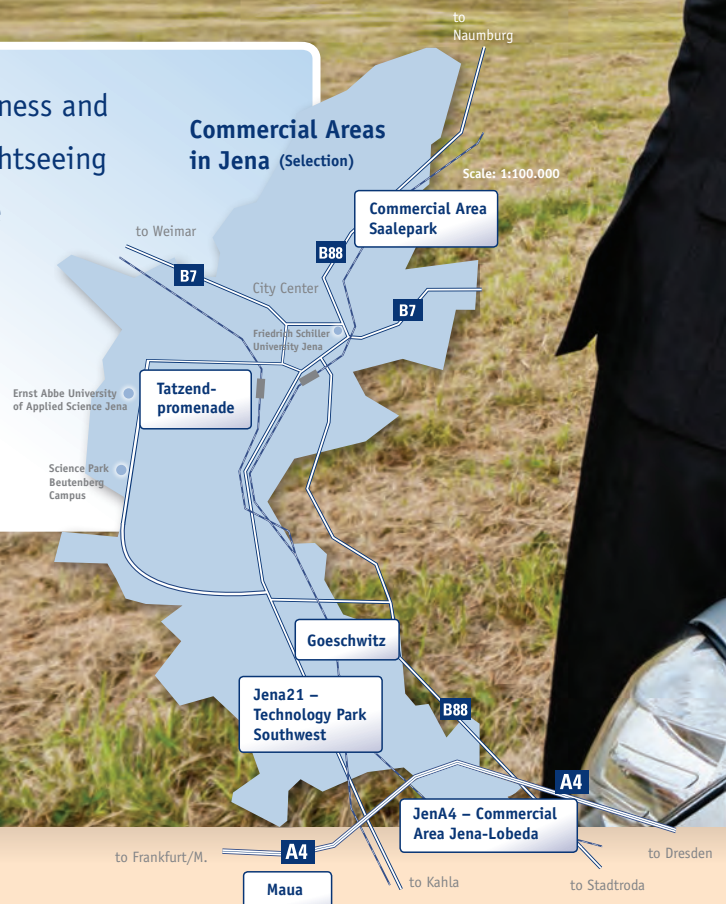 to
Naumburg
ness and
htseeing
Commercial Areas
in Jena (Selection)
Scale: 1:100.000
Commercial Area
Saalepark
to Weimar
B88
B7
City Center
B7
Friedrich Schiller
University Jena
Tatzend-
promenade
Ernst Abbe University
of Applied Science Jena
Science Park
Beutenberg
Campus
Goeschwitz
Jena21 –
Technology Park
Southwest
B88
A4
JenA4 – Commercial
Area Jena-Lobeda
A4
to Frankfurt/M.
to Dresden
to Kahla
to Stadtroda
Maua